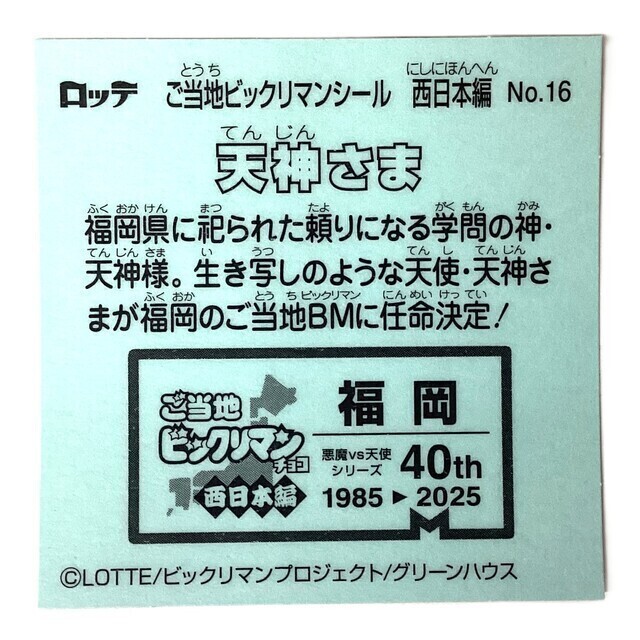 とうち にしにほんへん
ロッテ ご当地ビックリマンシール 西日本編 No.16
てんじん
天神さま
ふくおかけん まつ たよ がくもん かみ
福岡県に祀られた頼りになる学問の神・
てんじんさま い うつ てんし てんじん
天神様。生き写しのような天使・天神さ
ふくおか とうち ビックリマン にんめいけってい
まが福岡のご当地BMに任命決定!
ご当地
ビックリマン
チョコ
西日本編
福岡
悪魔vs天使
シリーズ
40th
1985 ▶ 2025
©LOTTE/ビックリマンプロジェクト/グリーンハウス